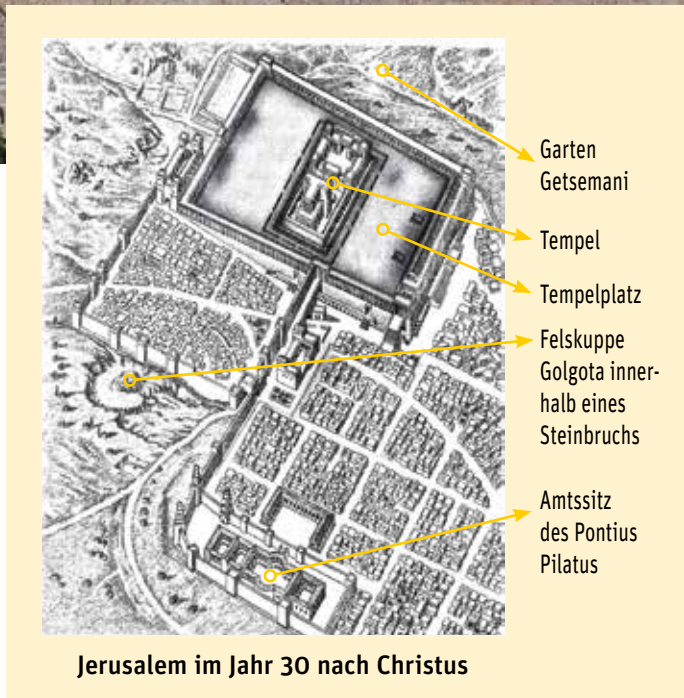 Garten
Getsemani
Tempel
Tempelplatz
Felskuppe
Golgota inner-
halb eines
Steinbruchs
Amtssitz
des Pontius
Pilatus
Jerusalem im Jahr 30 nach Christus